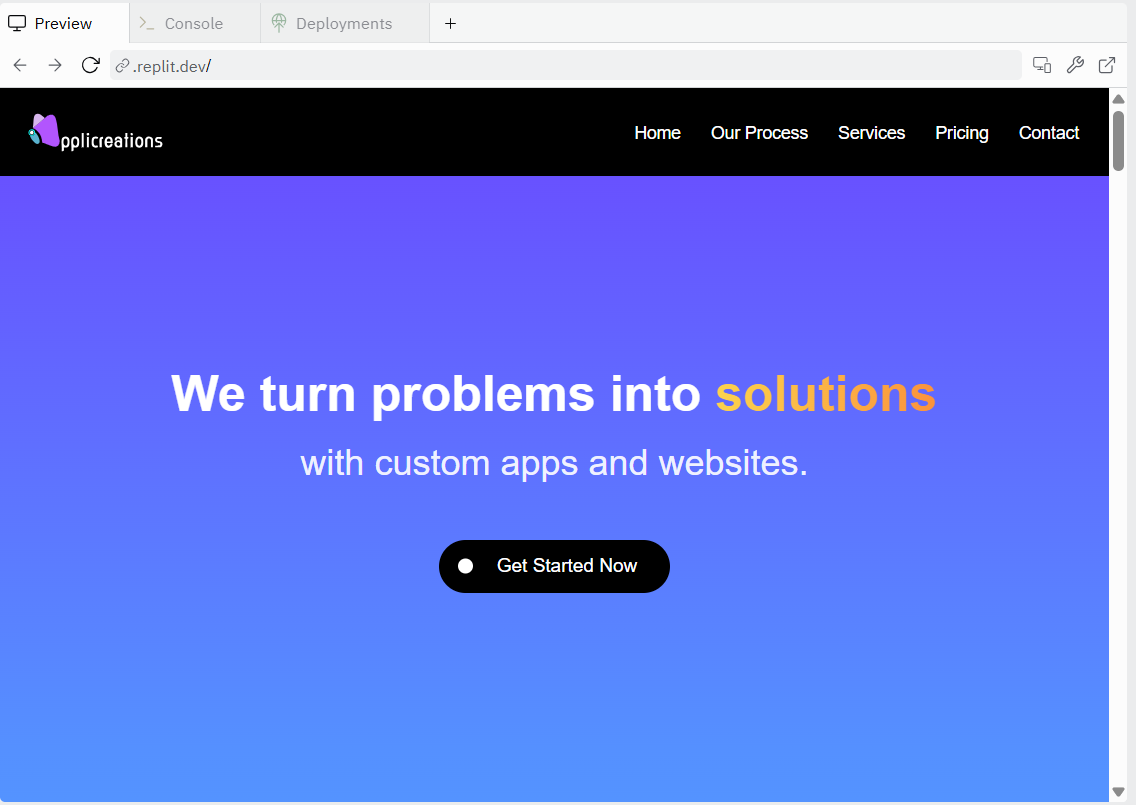 Preview
Console
Deployments
.replit.dev/
pplicreations
Home Our Process Services Pricing Contact
We turn problems into solutions
with custom apps and websites.
Get Started Now